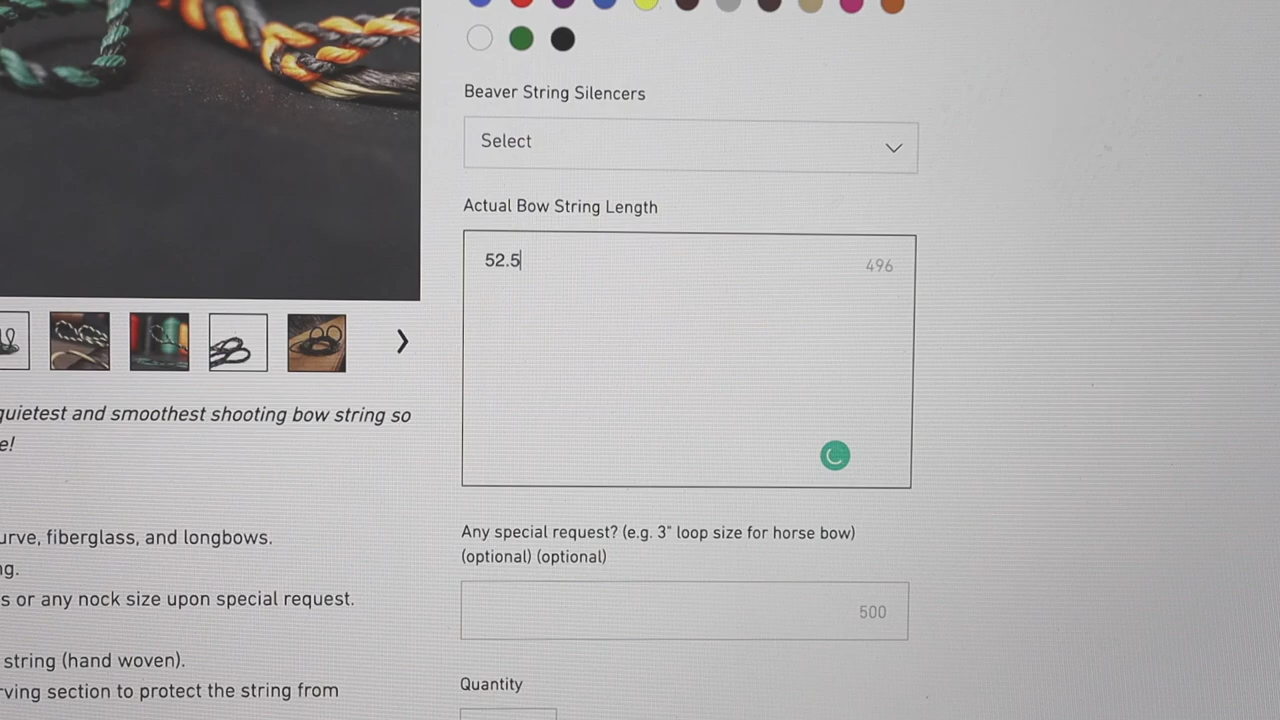 Beaver String Silencers
Select
Actual Bow String Length
52.5
496
quietest and smoothest shooting bow string so
e!
Any special request? (e.g. 3" loop size for horse bow)
(optional) (optional)
500
urve, fiberglass, and longbows.
ng.
s or any nock size upon special request.
string (hand woven).
rving section to protect the string from
Quantity